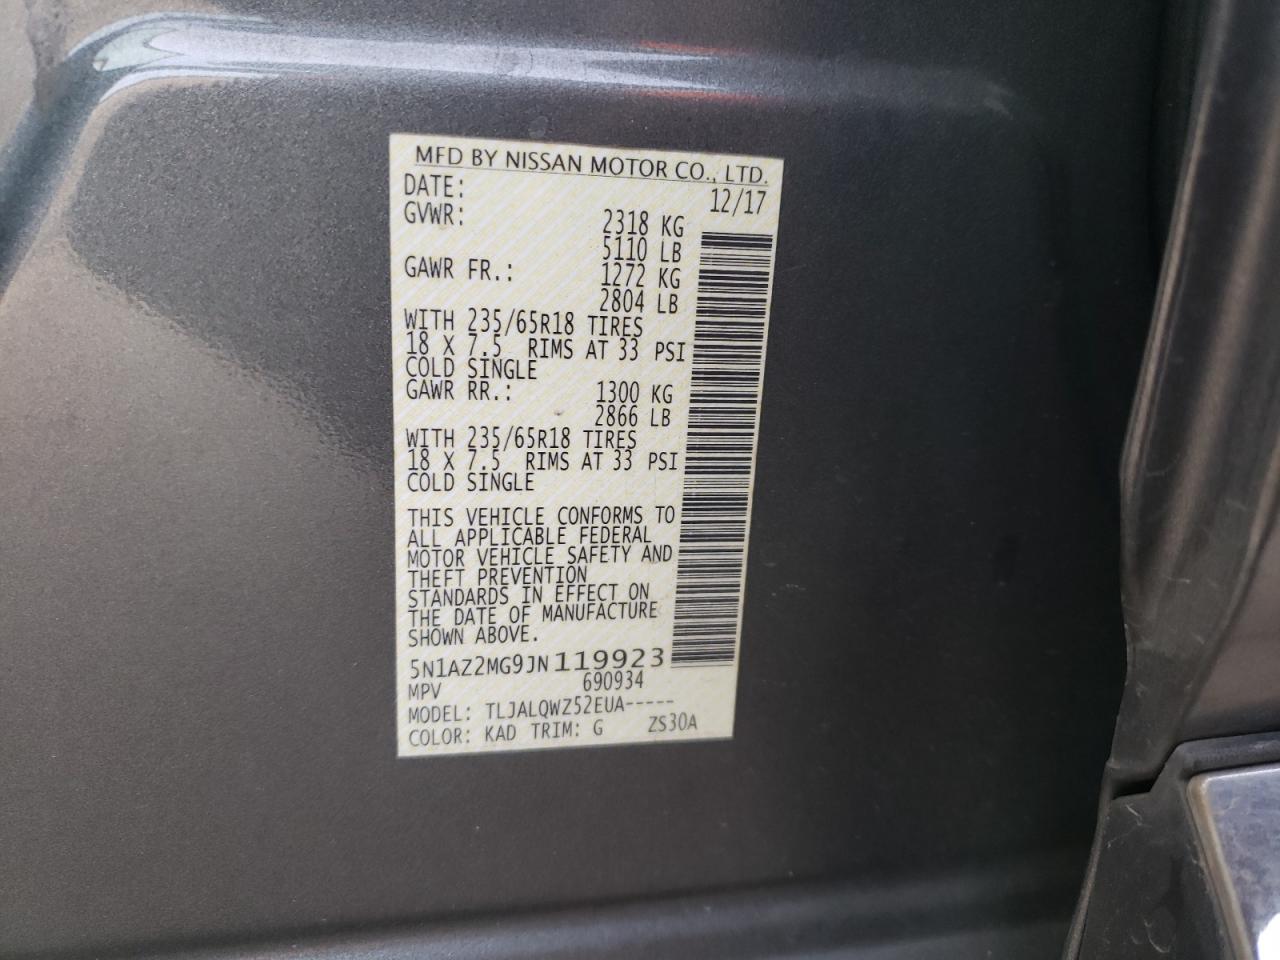 MFD BY NISSAN MOTOR CO., LTD.
DATE: 12/17
GVWR: 2318 KG
5110 LB
GAWR FR.: 1272 KG
2804 LB
WITH 235/65R18 TIRES
18 X 7.5 RIMS AT 33 PSI
COLD SINGLE
GAWR RR.: 1300 KG
2866 LB
WITH 235/65R18 TIRES
18 X 7.5 RIMS AT 33 PSI
COLD SINGLE
THIS VEHICLE CONFORMS TO
ALL APPLICABLE FEDERAL
MOTOR VEHICLE SAFETY AND
THEFT PREVENTION
STANDARDS IN EFFECT ON
THE DATE OF MANUFACTURE
SHOWN ABOVE.
5N1AZ2MG9JN119923
MPV 690934
MODEL: TLJALQWZ52EUA-----
COLOR: KAD TRIM: G ZS30A